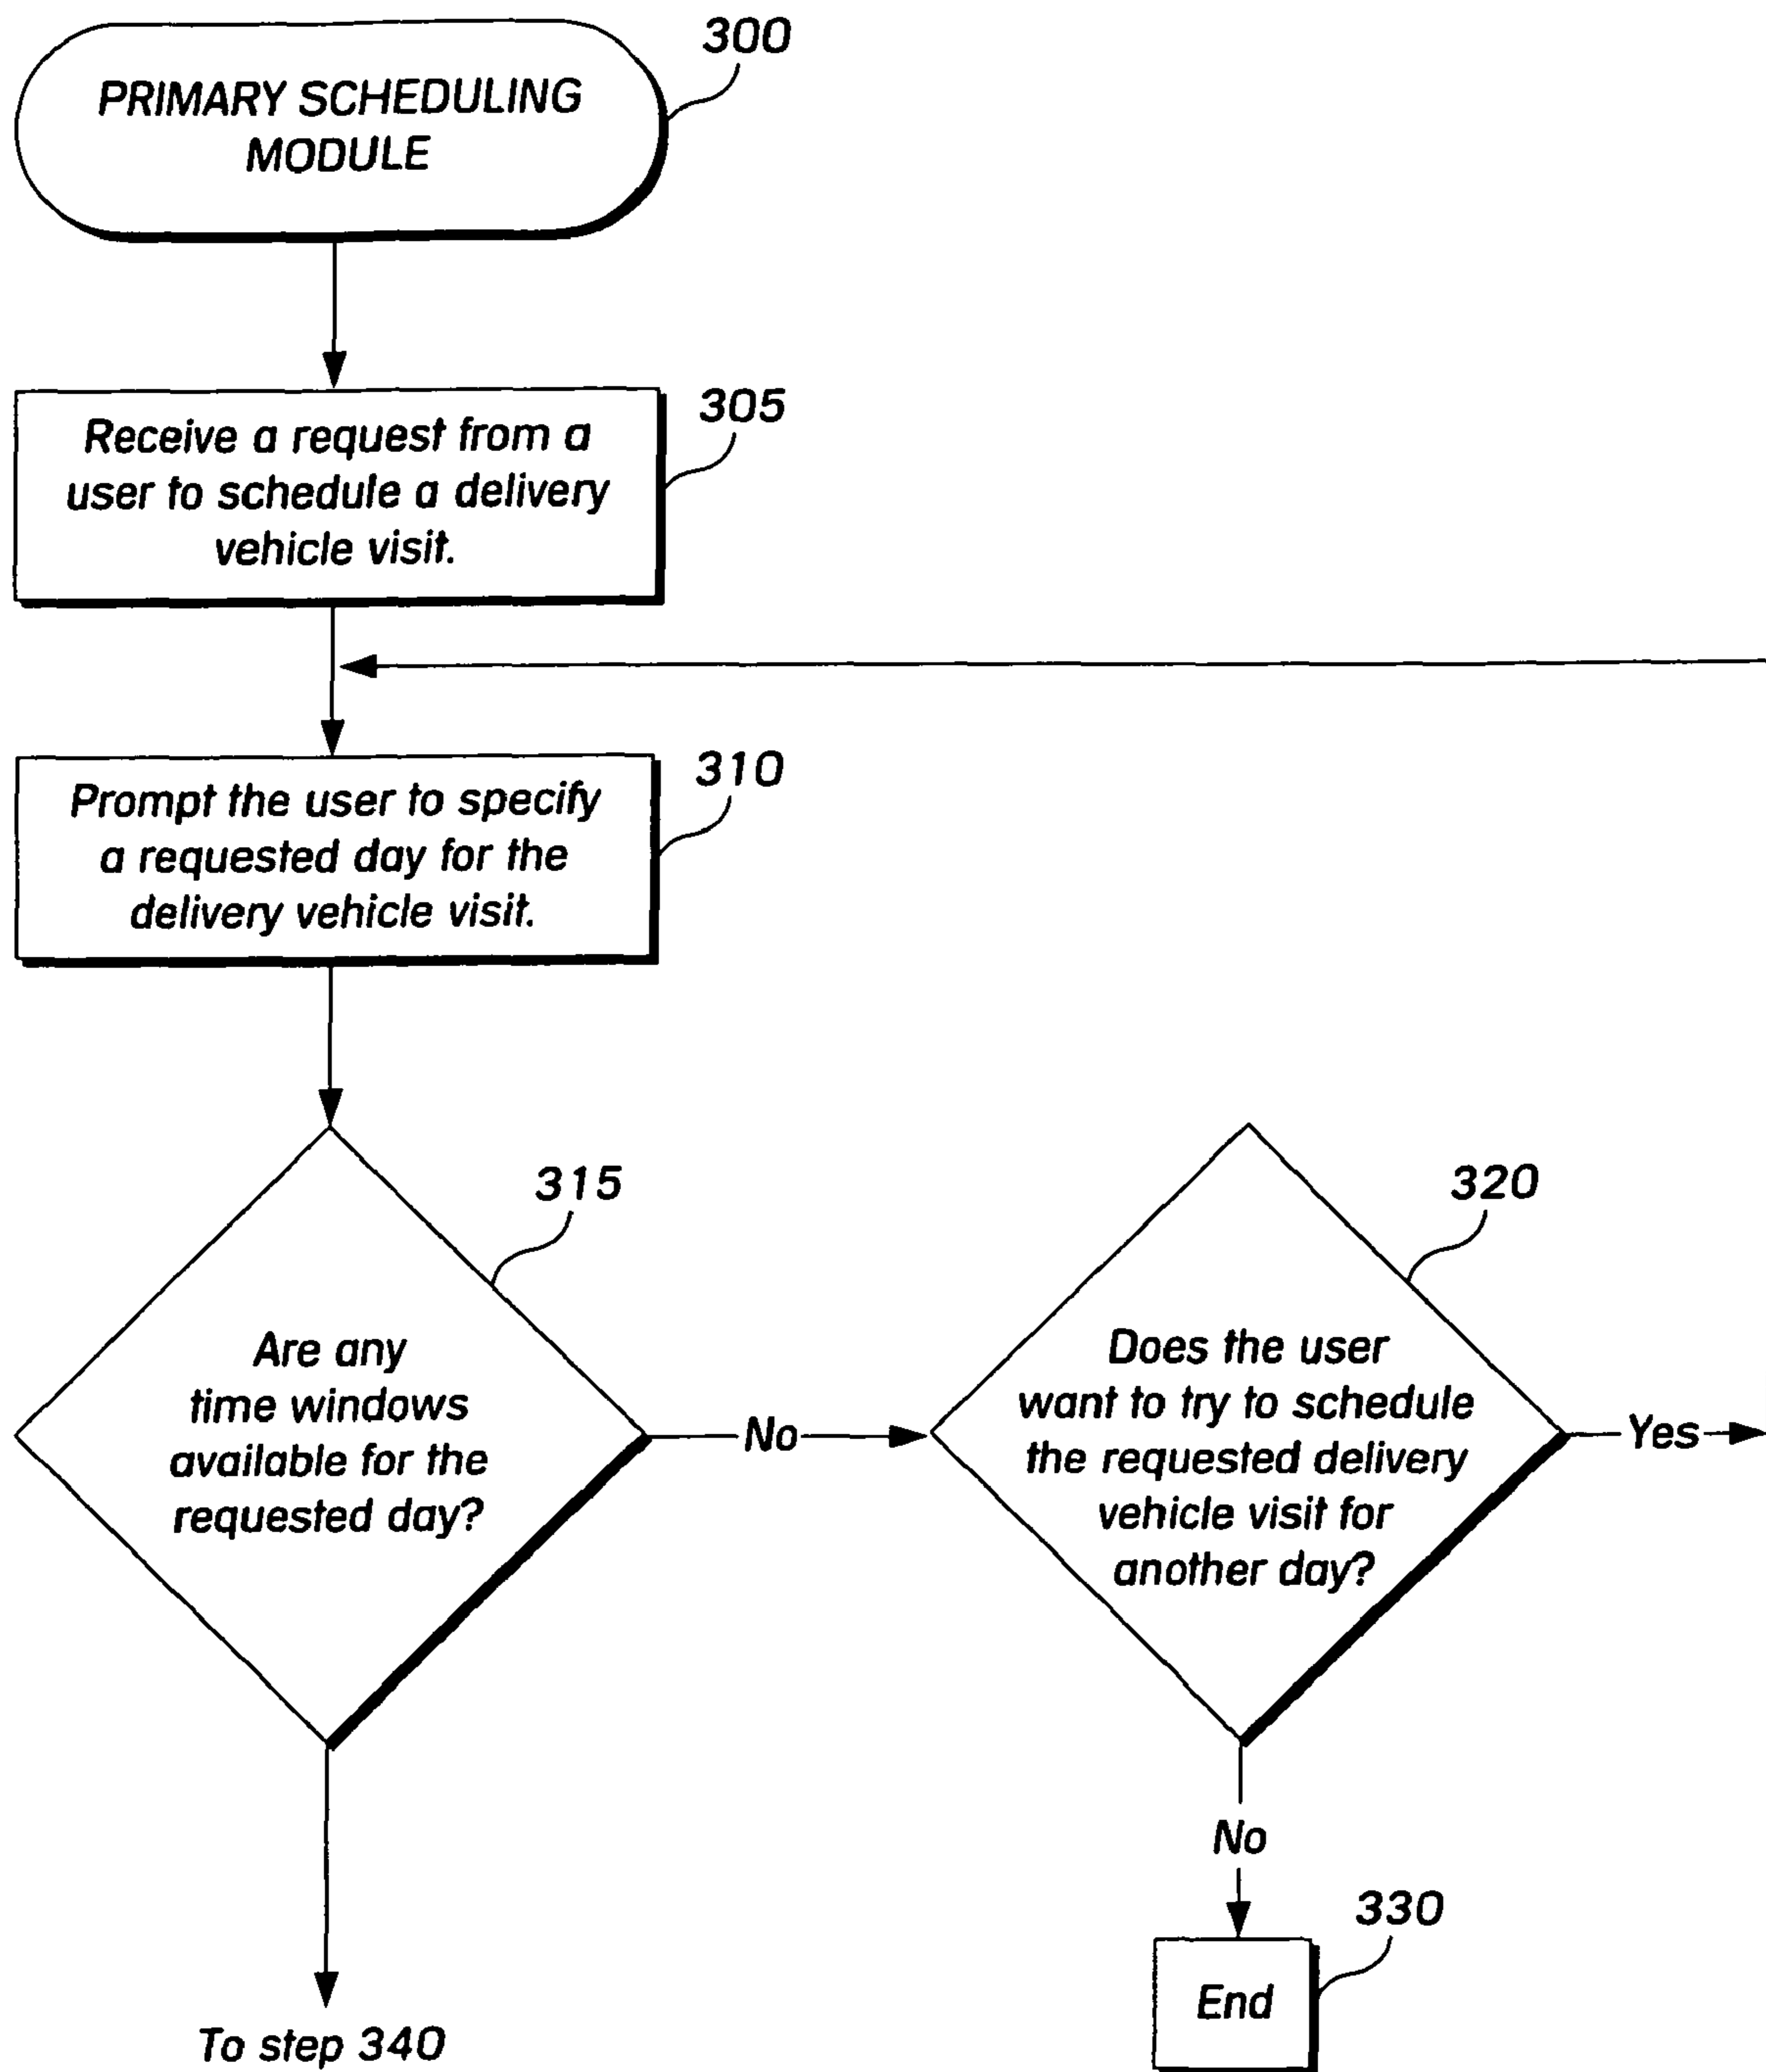 300
PRIMARY SCHEDULING
MODULE
305
Receive a request from a
user to schedule a delivery
vehicle visit.
310
Prompt the user to specify
a requested day for the
delivery vehicle visit.
315
Are any
time windows
available for the
requested day?
No
320
Does the user
want to try to schedule
the requested delivery
vehicle visit for
another day?
Yes
No
330
End
To step 340